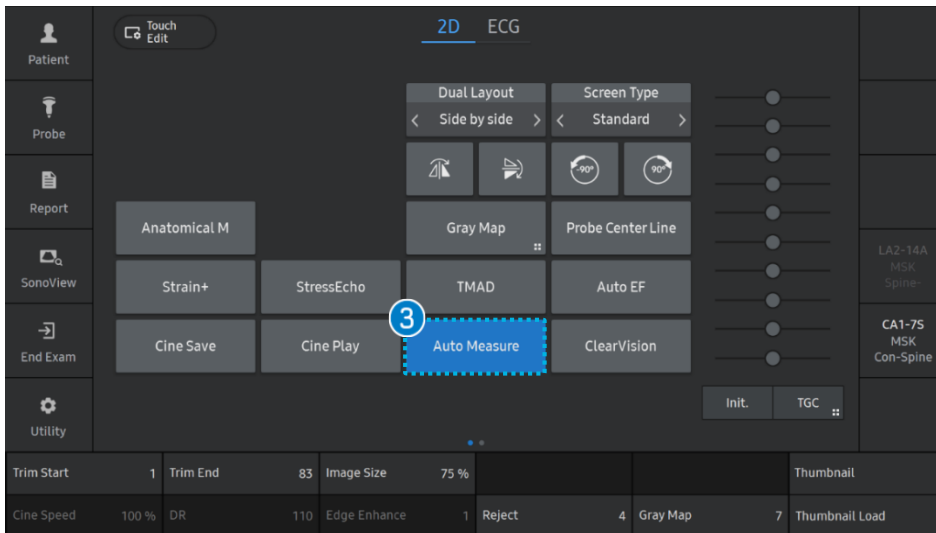 Patient
Probe
Report
SonoView
End Exam
Utility
Touch
Edit
2D ECG
Dual Layout
< Side by side >
Screen Type
< Standard >
-90° 90°
Anatomical M
Gray Map
Probe Center Line
Strain+
StressEcho
TMAD
Auto EF
3
Cine Save
Cine Play
Auto Measure
ClearVision
Init. TGC
LA2-14A
MSK
Spine-
CA1-7S
MSK
Con-Spine
Trim Start 1 Trim End 83 Image Size 75 % Thumbnail
Cine Speed 100 % DR 110 Edge Enhance 1 Reject 4 Gray Map 7 Thumbnail Load